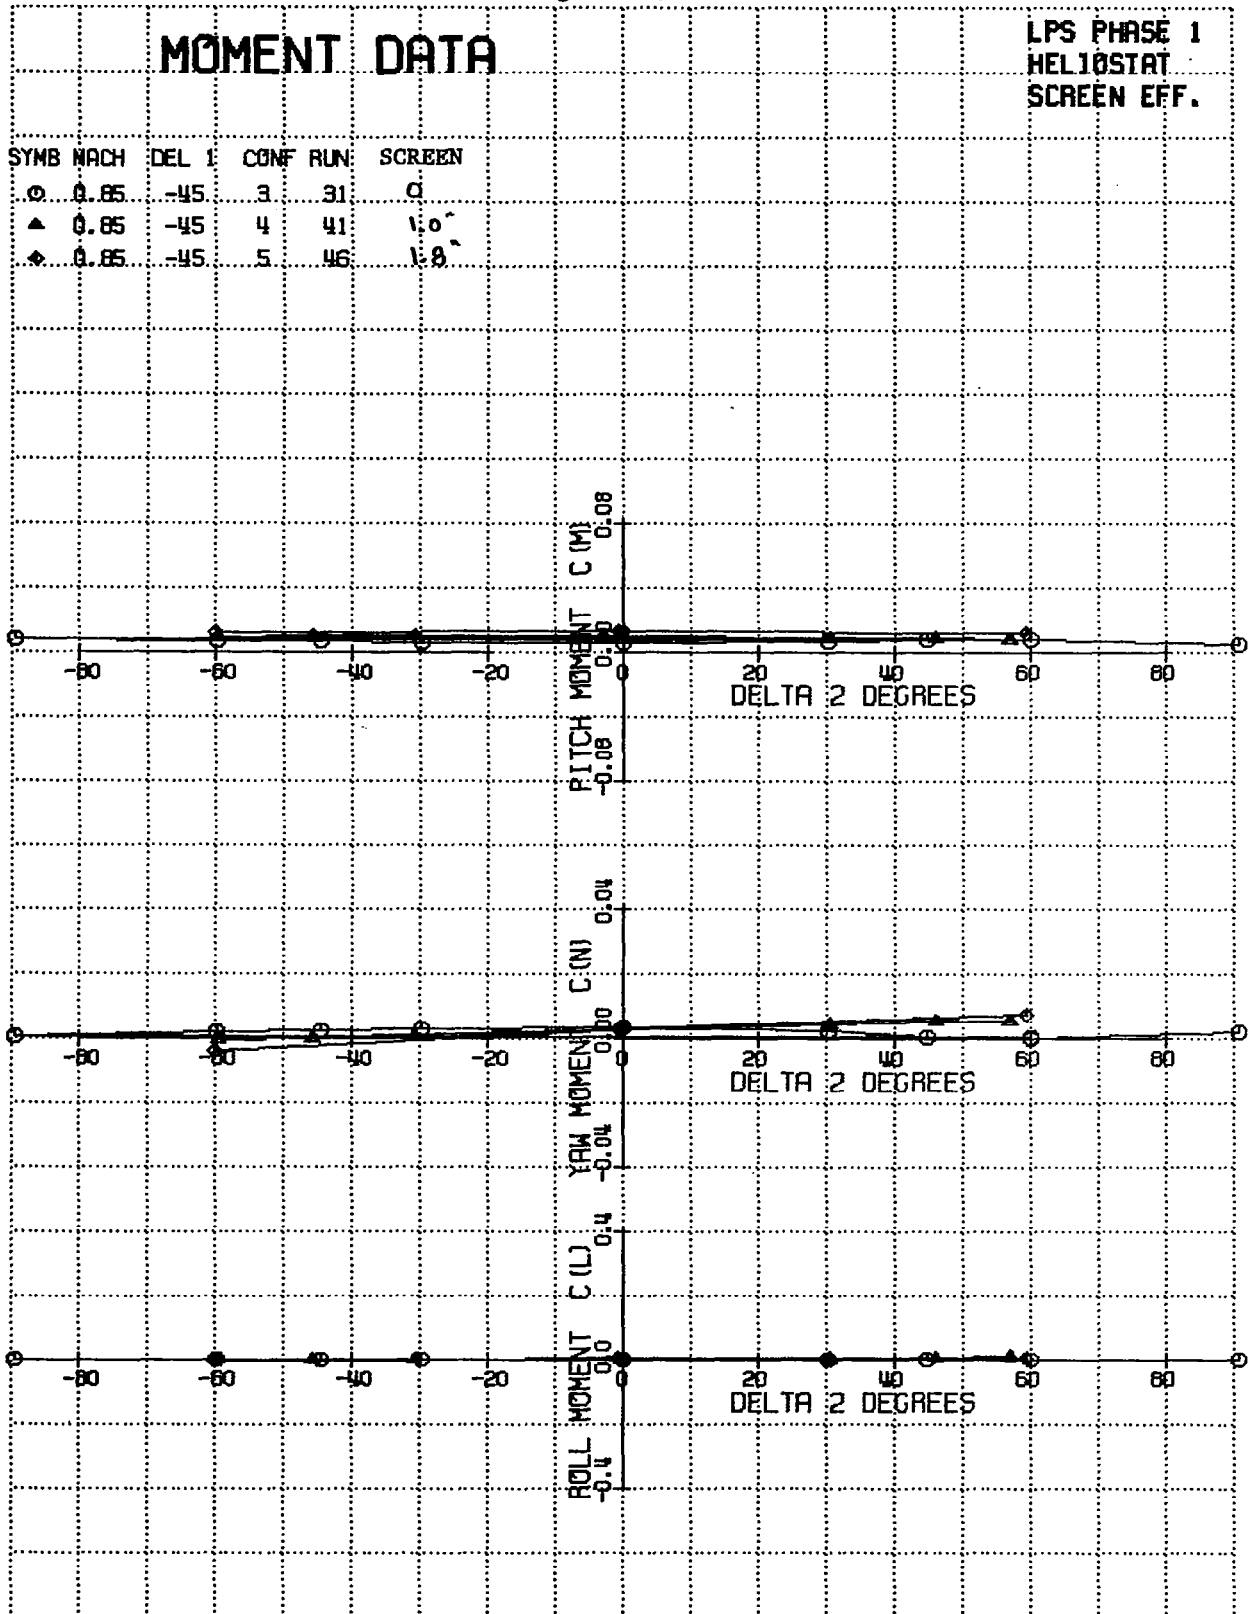 MOMENT DATA
LPS PHASE 1
HELIOSTAT
SCREEN EFF.
SYMB MACH DEL 1 CONF RUN SCREEN
0.85 -45 3 31 0
0.85 -45 4 41 1.0"
0.85 -45 5 46 1.8"
PITCH MOMENT C(M)
0.08
0.0
-0.08
-80 -60 -40 -20 0 20 40 60 80
DELTA 2 DEGREES
YAW MOMENT C(N)
0.04
0.00
-0.04
-80 -60 -40 -20 0 20 40 60 80
DELTA 2 DEGREES
ROLL MOMENT C(L)
0.4
0.0
-0.4
-80 -60 -40 -20 0 20 40 60 80
DELTA 2 DEGREES